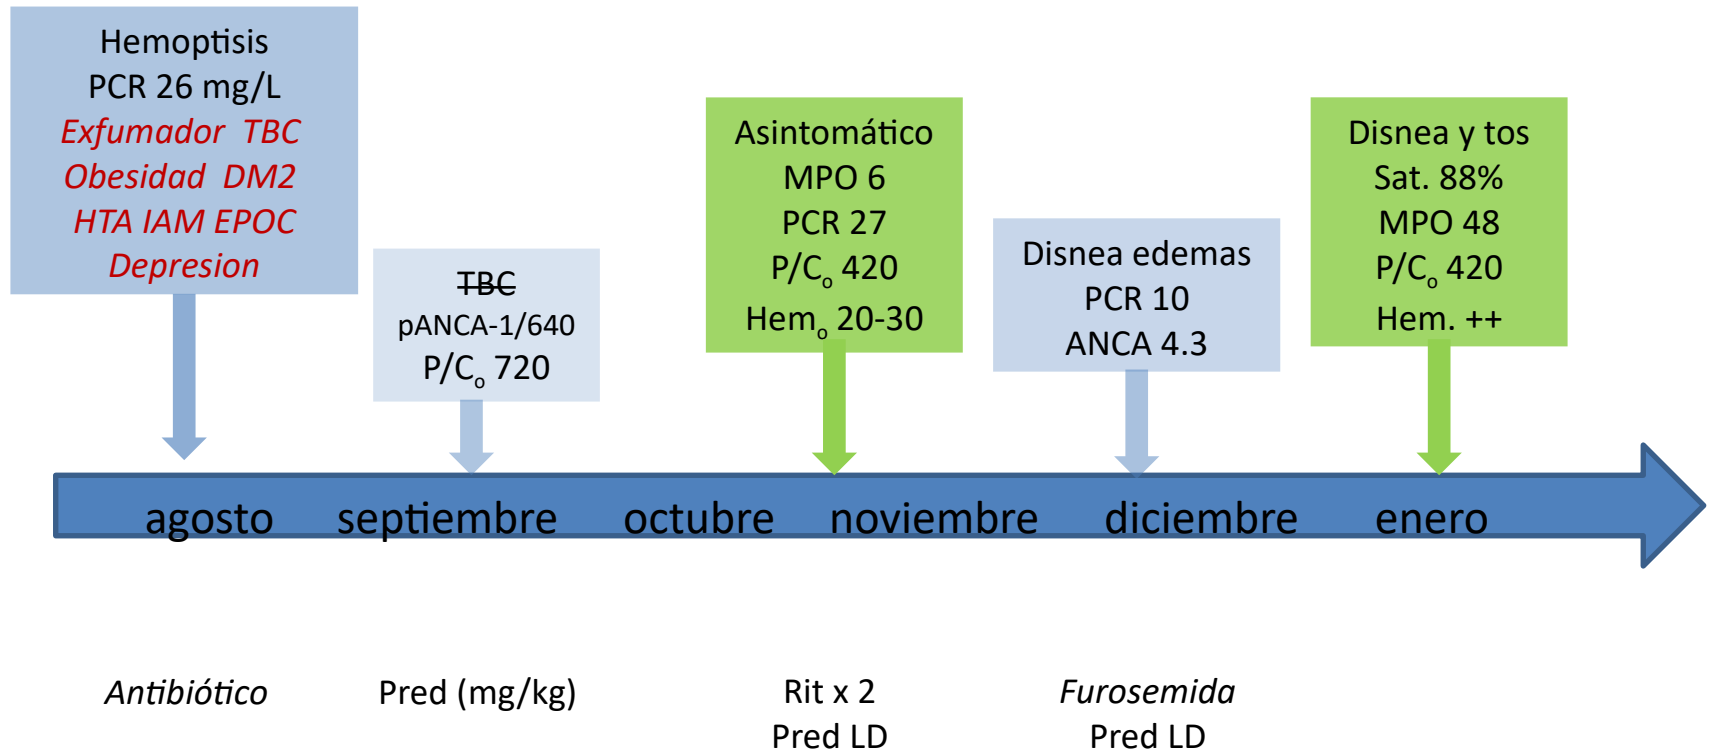 Hemoptisis
PCR 26 mg/L
Exfumador TBC
Obesidad DM2
HTA IAM EPOC
Depresion
TBC
pANCA-1/640
P/Co 720
Asintomático
MPO 6
PCR 27
P/Co 420
Hemo 20-30
Disnea edemas
PCR 10
ANCA 4.3
Disnea y tos
Sat. 88%
MPO 48
P/Co 420
Hem. ++
agosto septiembre octubre noviembre diciembre enero
Antibiótico
Pred (mg/kg)
Rit x 2
Pred LD
Furosemida
Pred LD